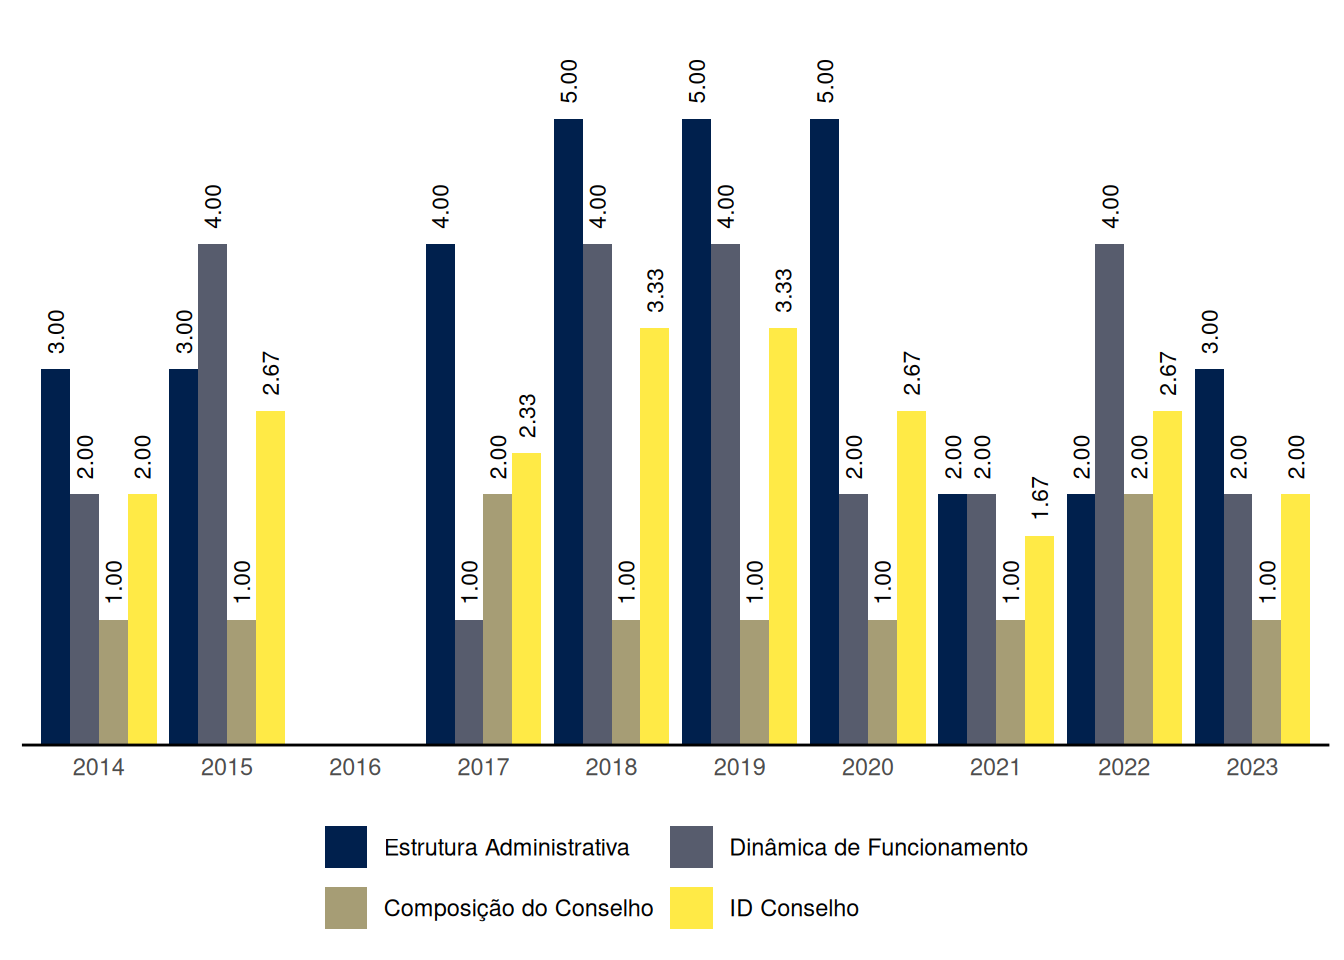 5.00 5.00 5.00
4.00 4.00 4.00 4.00 4.00
3.33 3.33
3.00 3.00 3.00
2.67 2.67 2.67
2.33
2.00 2.00 2.00 2.00 2.00 2.00 2.00 2.00 2.00 2.00
1.67
1.00 1.00 1.00 1.00 1.00 1.00 1.00 1.00
2014 2015 2016 2017 2018 2019 2020 2021 2022 2023
Estrutura Administrativa Dinâmica de Funcionamento
Composição do Conselho ID Conselho